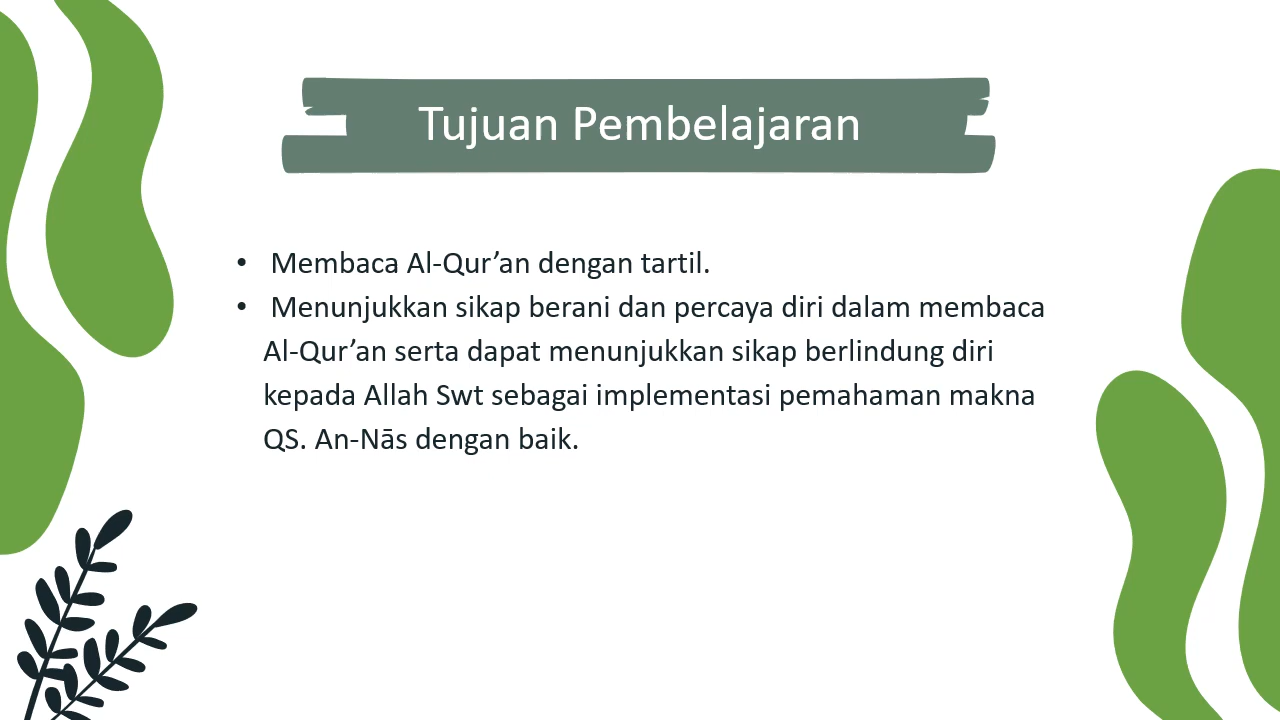 Tujuan Pembelajaran
• Membaca Al-Qur’an dengan tartil.
• Menunjukkan sikap berani dan percaya diri dalam membaca
Al-Qur’an serta dapat menunjukkan sikap berlindung diri
kepada Allah Swt sebagai implementasi pemahaman makna
QS. An-Nās dengan baik.